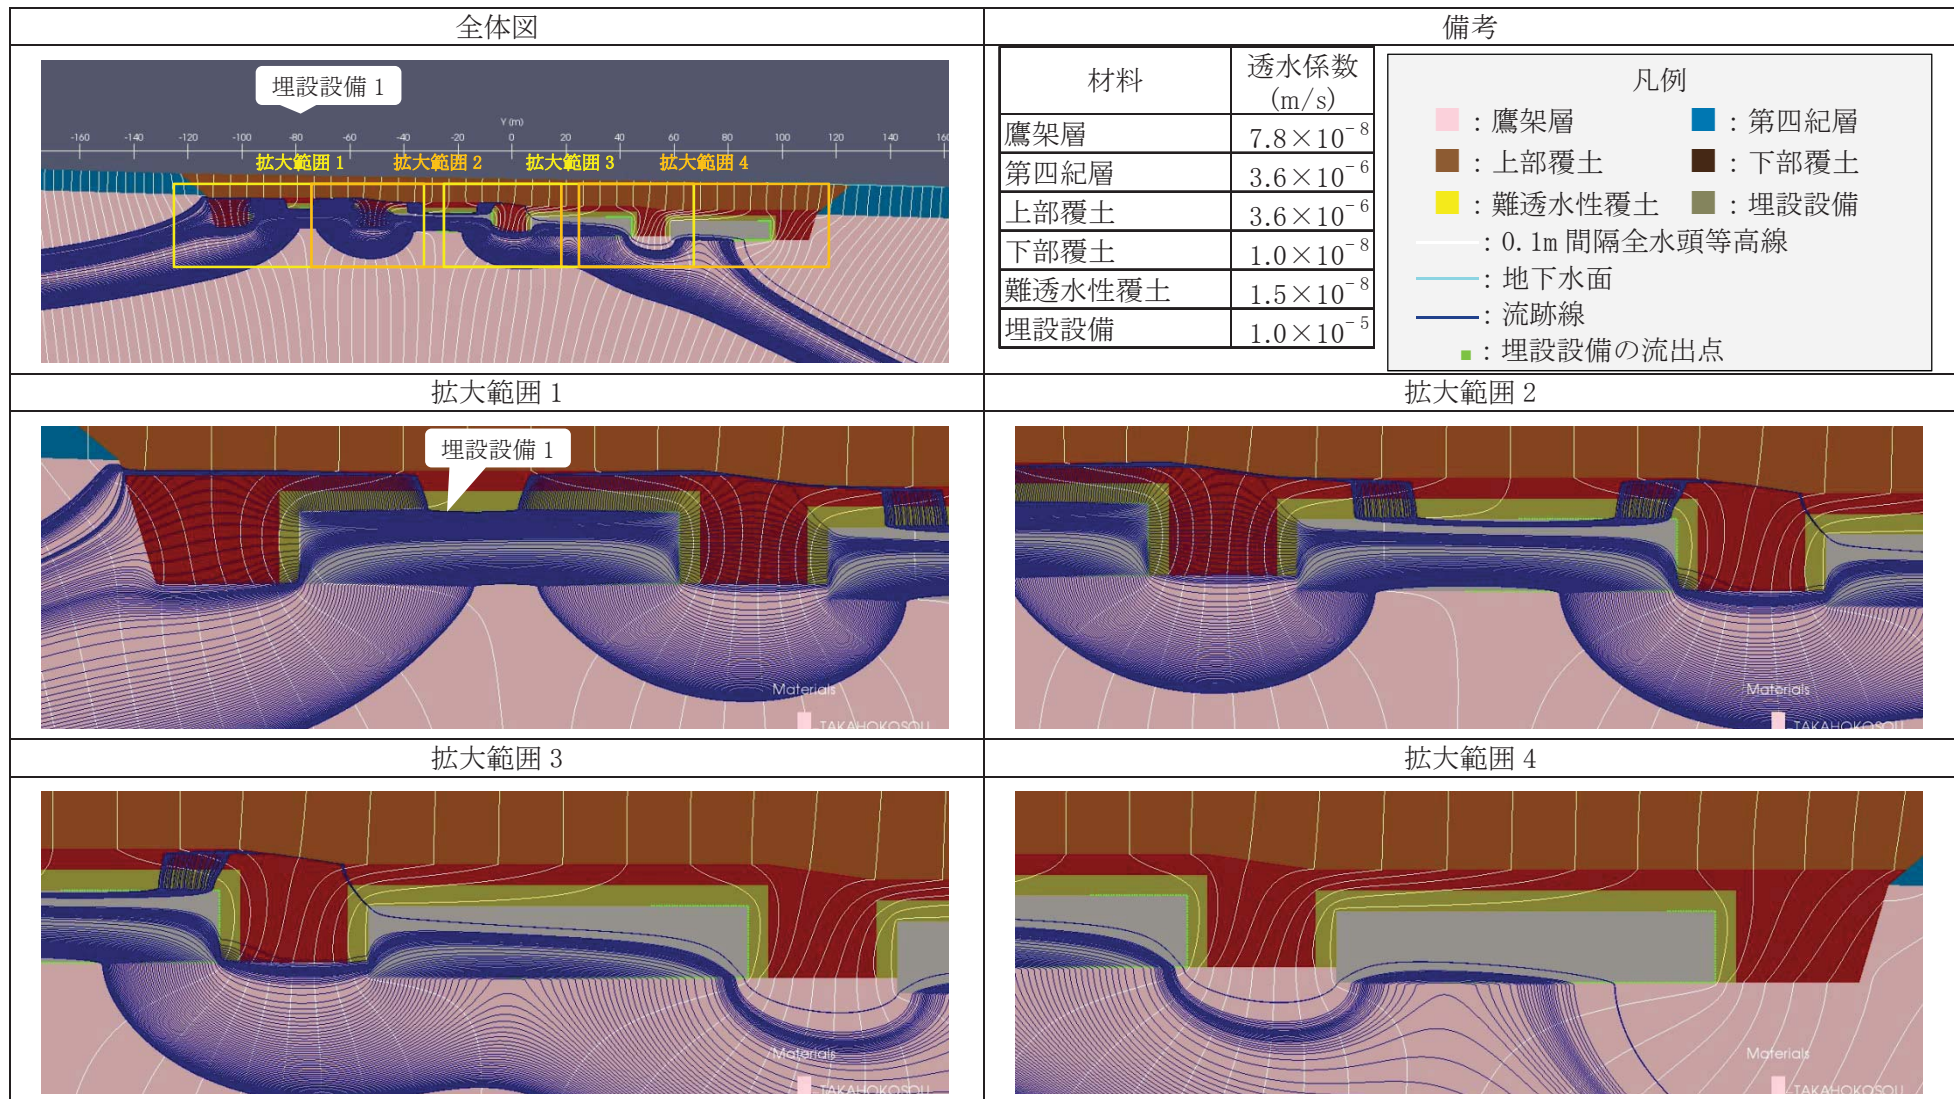 全体図
備考
埋設設備 1
Y (m)
-160 -140 -120 -100 -80 -60 -40 -20 0 20 40 60 80 100 120 140 160
拡大範囲 1
拡大範囲 2
拡大範囲 3
拡大範囲 4
材料 透水係数 (m/s)
鷹架層 7.8×10⁻⁸
第四紀層 3.6×10⁻⁶
上部覆土 3.6×10⁻⁶
下部覆土 1.0×10⁻⁸
難透水性覆土 1.5×10⁻⁸
埋設設備 1.0×10⁻⁵
凡例
：鷹架層 ：第四紀層
：上部覆土 ：下部覆土
：難透水性覆土 ：埋設設備
：0.1m 間隔全水頭等高線
：地下水面
：流跡線
：埋設設備の流出点
拡大範囲 1
拡大範囲 2
埋設設備 1
Materials
TAKAHOKOSOU
Materials
TAKAHOKOSOU
拡大範囲 3
拡大範囲 4
Materials
TAKAHOKOSOU
Materials
TAKAHOKOSOU